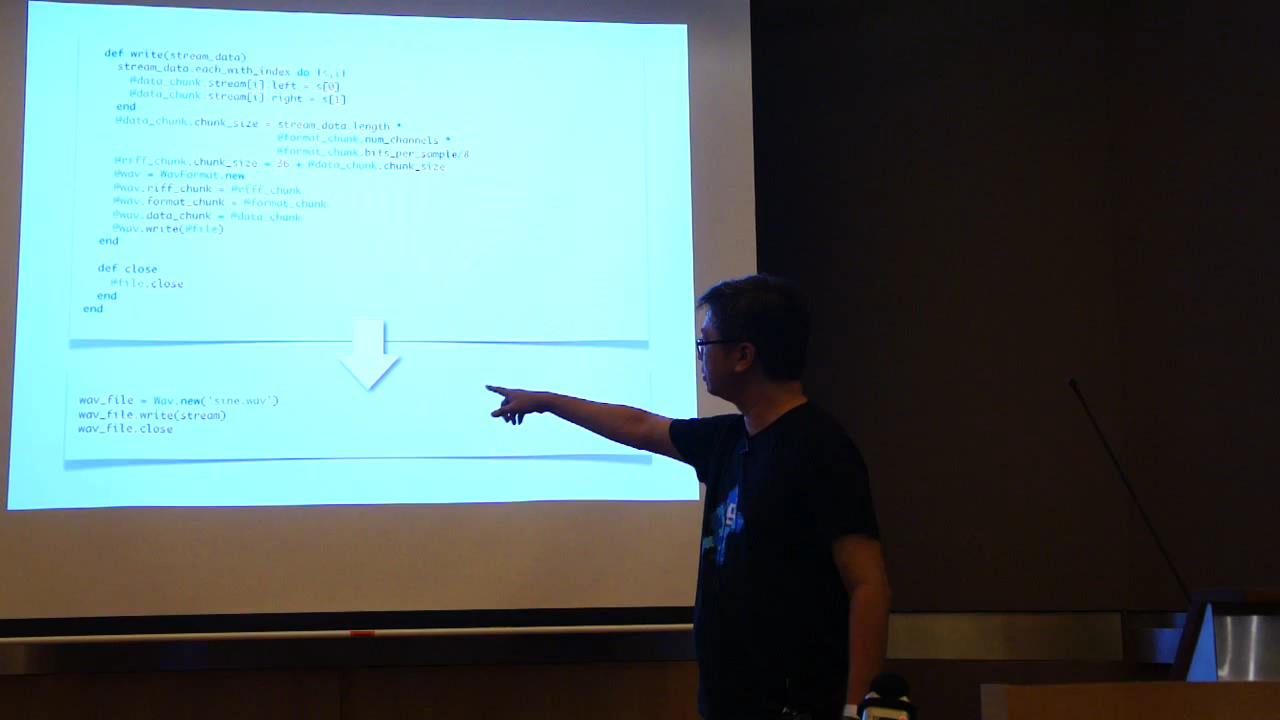 def write(stream_data)
stream_data.each_with_index do |s,i|
@data_chunk.stream[i].left = s[0]
@data_chunk.stream[i].right = s[1]
end
@data_chunk.chunk_size = stream_data.length *
@format_chunk.num_channels *
@format_chunk.bits_per_sample/8
@riff_chunk.chunk_size = 36 + @data_chunk.chunk_size
@wav = WavFormat.new
@wav.riff_chunk = @riff_chunk
@wav.format_chunk = @format_chunk
@wav.data_chunk = @data_chunk
@wav.write(@file)
end
def close
@file.close
end
end
wav_file = Wav.new('sine.wav')
wav_file.write(stream)
wav_file.close